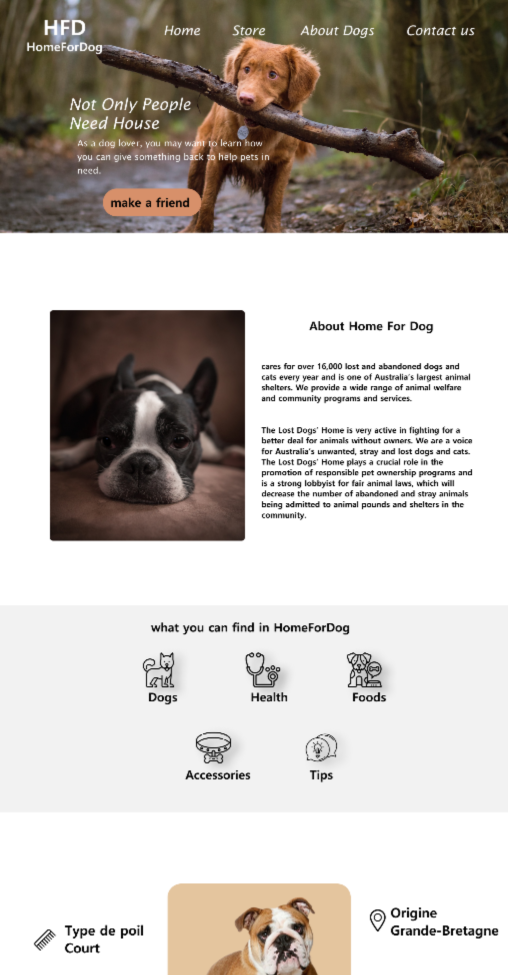 HFD
HomeForDog
Home Store About Dogs Contact us
Not Only People
Need House
As a dog lover, you may want to learn how
you can give something back to help pets in
need.
make a friend
About Home For Dog
cares for over 16,000 lost and abandoned dogs and
cats every year and is one of Australia's largest animal
shelters. We provide a wide range of animal welfare
and community programs and services.
The Lost Dogs' Home is very active in fighting for a
better deal for animals without owners. We are a voice
for Australia's unwanted, stray and lost dogs and cats.
The Lost Dogs' Home plays a crucial role in the
promotion of responsible pet ownership programs and
is a strong lobbyist for fair animal laws, which will
decrease the number of abandoned and stray animals
being admitted to animal pounds and shelters in the
community.
what you can find in HomeForDog
Dogs
Health
Foods
Accessories
Tips
Type de poil
Court
Origine
Grande-Bretagne